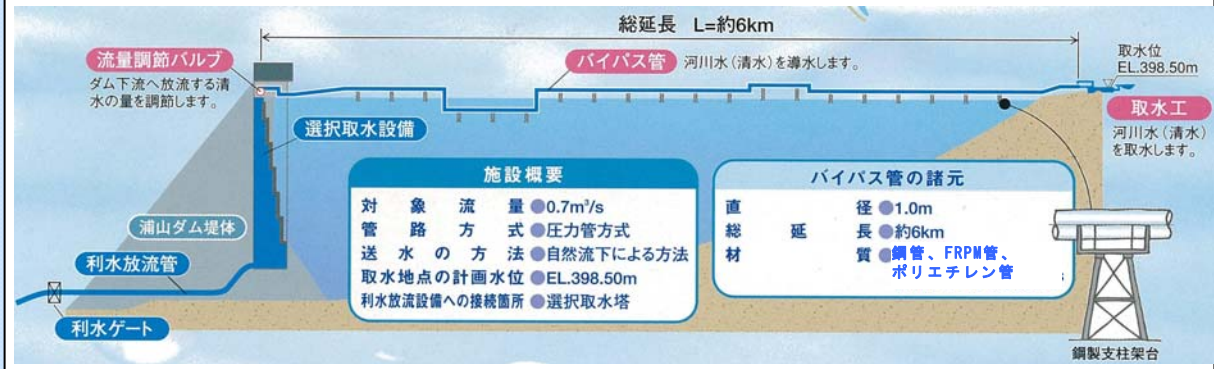 総延長 L=約6km
流量調節バルブ
ダム下流へ放流する清
水の量を調節します。
バイパス管 河川水(清水)を導水します。
取水位
EL.398.50m
取水工
河川水(清水)
を取水します。
選択取水設備
浦山ダム堤体
利水放流管
利水ゲート
施設概要
対象流量●0.7m³/s
管路方式●圧力管方式
送水の方法●自然流下による方法
取水地点の計画水位●EL.398.50m
利水放流設備への接続箇所●選択取水塔
バイパス管の諸元
直径●1.0m
総延長●約6km
材質●鋼管、FRPM管、
ポリエチレン管
鋼製支柱架台